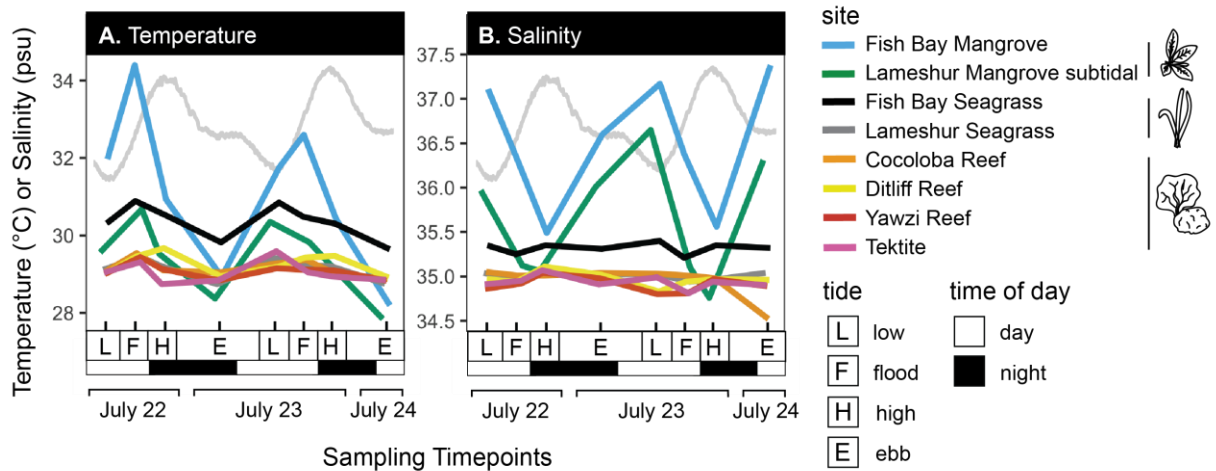 A. Temperature
B. Salinity
Temperature (°C) or Salinity (psu)
34
32
30
28
37.5
37.0
36.5
36.0
35.5
35.0
34.5
L F H E L F H E
L F H E L F H E
July 22 July 23 July 24
July 22 July 23 July 24
Sampling Timepoints
site
Fish Bay Mangrove
Lameshur Mangrove subtidal
Fish Bay Seagrass
Lameshur Seagrass
Cocoloba Reef
Ditliff Reef
Yawzi Reef
Tektite
tide
L low
F flood
H high
E ebb
time of day
day
night